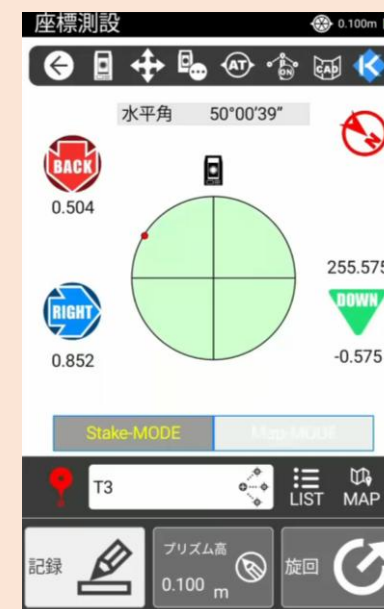 座標測設
0.100m
AT
ON
CAD
水平角 50°00'39"
BACK
0.504
255.575
DOWN
RIGHT
0.852
-0.575
Stake-MODE Map-MODE
T3
LIST
MAP
記録
プリズム高
0.100 m
旋回